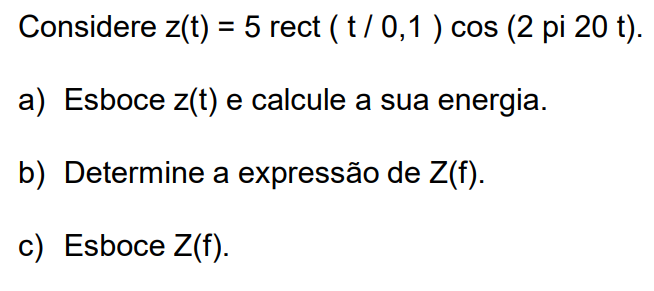 Considere z(t) = 5 rect ( t / 0,1 ) cos (2 pi 20 t).
a) Esboce z(t) e calcule a sua energia.
b) Determine a expressão de Z(f).
c) Esboce Z(f).